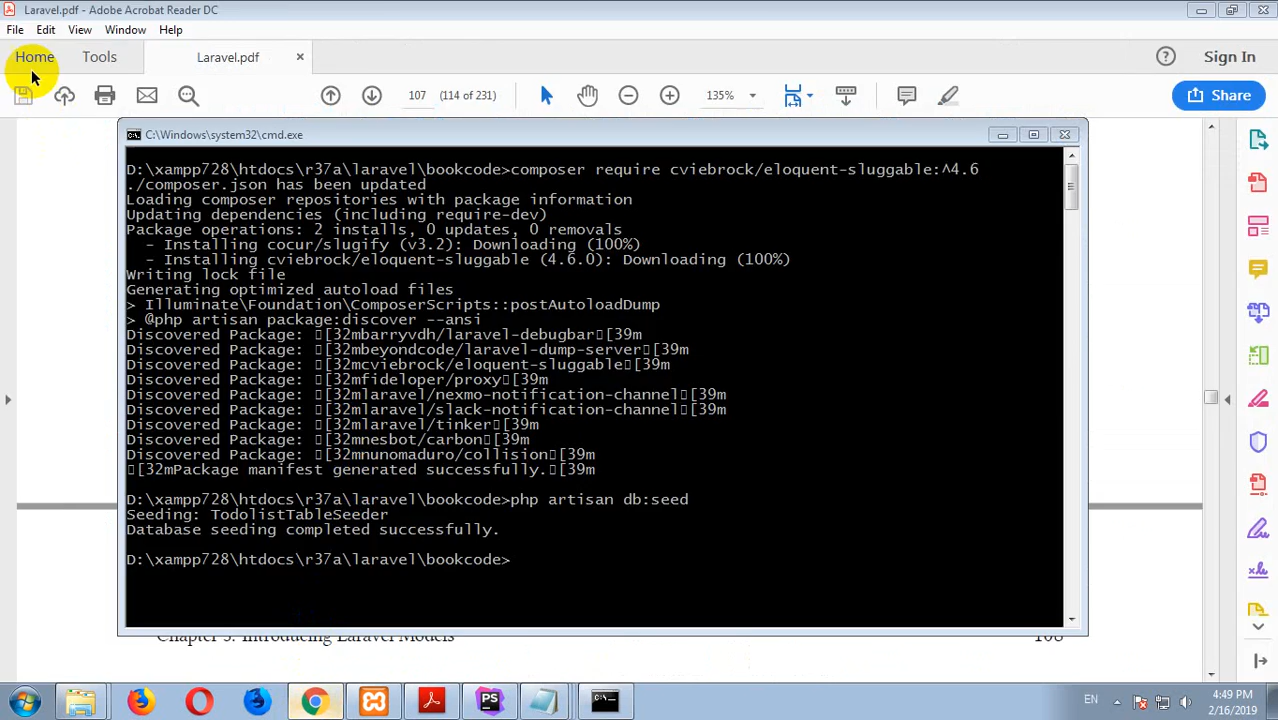 Laravel.pdf - Adobe Acrobat Reader DC
File Edit View Window Help
Home Tools Laravel.pdf × ? Sign In
107 (114 of 231) 135% Share
C:\Windows\system32\cmd.exe
D:\xampp728\htdocs\r37a\laravel\bookcode>composer require cviebrock/eloquent-sluggable:^4.6
./composer.json has been updated
Loading composer repositories with package information
Updating dependencies (including require-dev)
Package operations: 2 installs, 0 updates, 0 removals
- Installing cocur/slugify (v3.2): Downloading (100%)
- Installing cviebrock/eloquent-sluggable (4.6.0): Downloading (100%)
Writing lock file
Generating optimized autoload files
> Illuminate\Foundation\ComposerScripts::postAutoloadDump
> @php artisan package:discover --ansi
Discovered Package: ▯[32mbarryvdh/laravel-debugbar▯[39m
Discovered Package: ▯[32mbeyondcode/laravel-dump-server▯[39m
Discovered Package: ▯[32mcviebrock/eloquent-sluggable▯[39m
Discovered Package: ▯[32mfideloper/proxy▯[39m
Discovered Package: ▯[32mlaravel/nexmo-notification-channel▯[39m
Discovered Package: ▯[32mlaravel/slack-notification-channel▯[39m
Discovered Package: ▯[32mlaravel/tinker▯[39m
Discovered Package: ▯[32mnesbot/carbon▯[39m
Discovered Package: ▯[32mnunomaduro/collision▯[39m
▯[32mPackage manifest generated successfully.▯[39m
D:\xampp728\htdocs\r37a\laravel\bookcode>php artisan db:seed
Seeding: TodolistTableSeeder
Database seeding completed successfully.
D:\xampp728\htdocs\r37a\laravel\bookcode>
Chapter 3: Introducing Laravel Models 108
PS EN 4:49 PM
2/16/2019